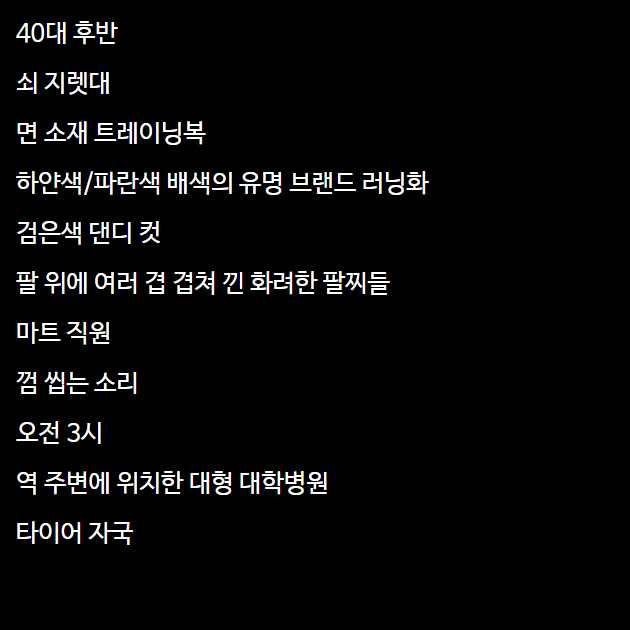 40대 후반
쇠 지렛대
면 소재 트레이닝복
하얀색/파란색 배색의 유명 브랜드 러닝화
검은색 댄디 컷
팔 위에 여러 겹 겹쳐 낀 화려한 팔찌들
마트 직원
껌 씹는 소리
오전 3시
역 주변에 위치한 대형 대학병원
타이어 자국